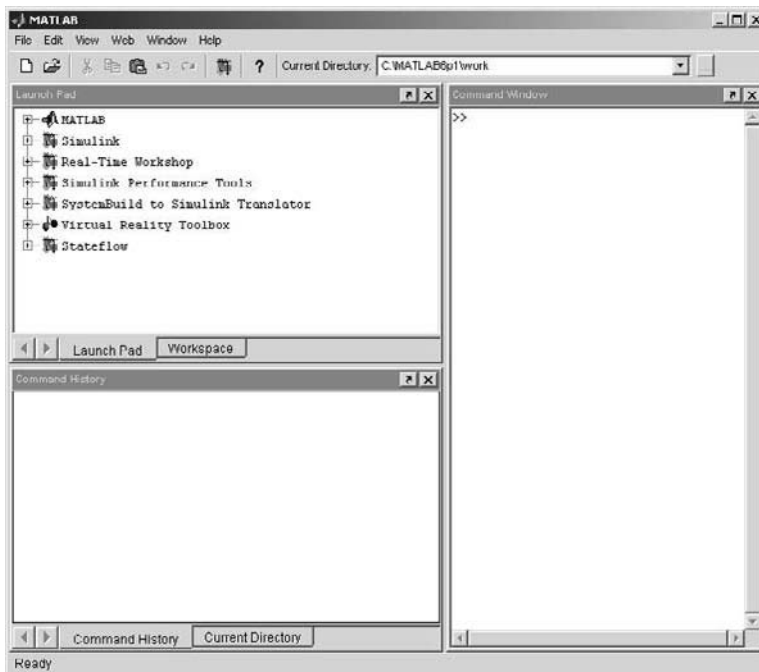 MATLAB
File Edit View Web Window Help
? Current Directory: C:\MATLAB6p1\work
Launch Pad
MATLAB
Simulink
Real-Time Workshop
Simulink Performance Tools
SystemBuild to Simulink Translator
Virtual Reality Toolbox
Stateflow
Launch Pad Workspace
Command History
Command History Current Directory
Command Window
>>
Ready